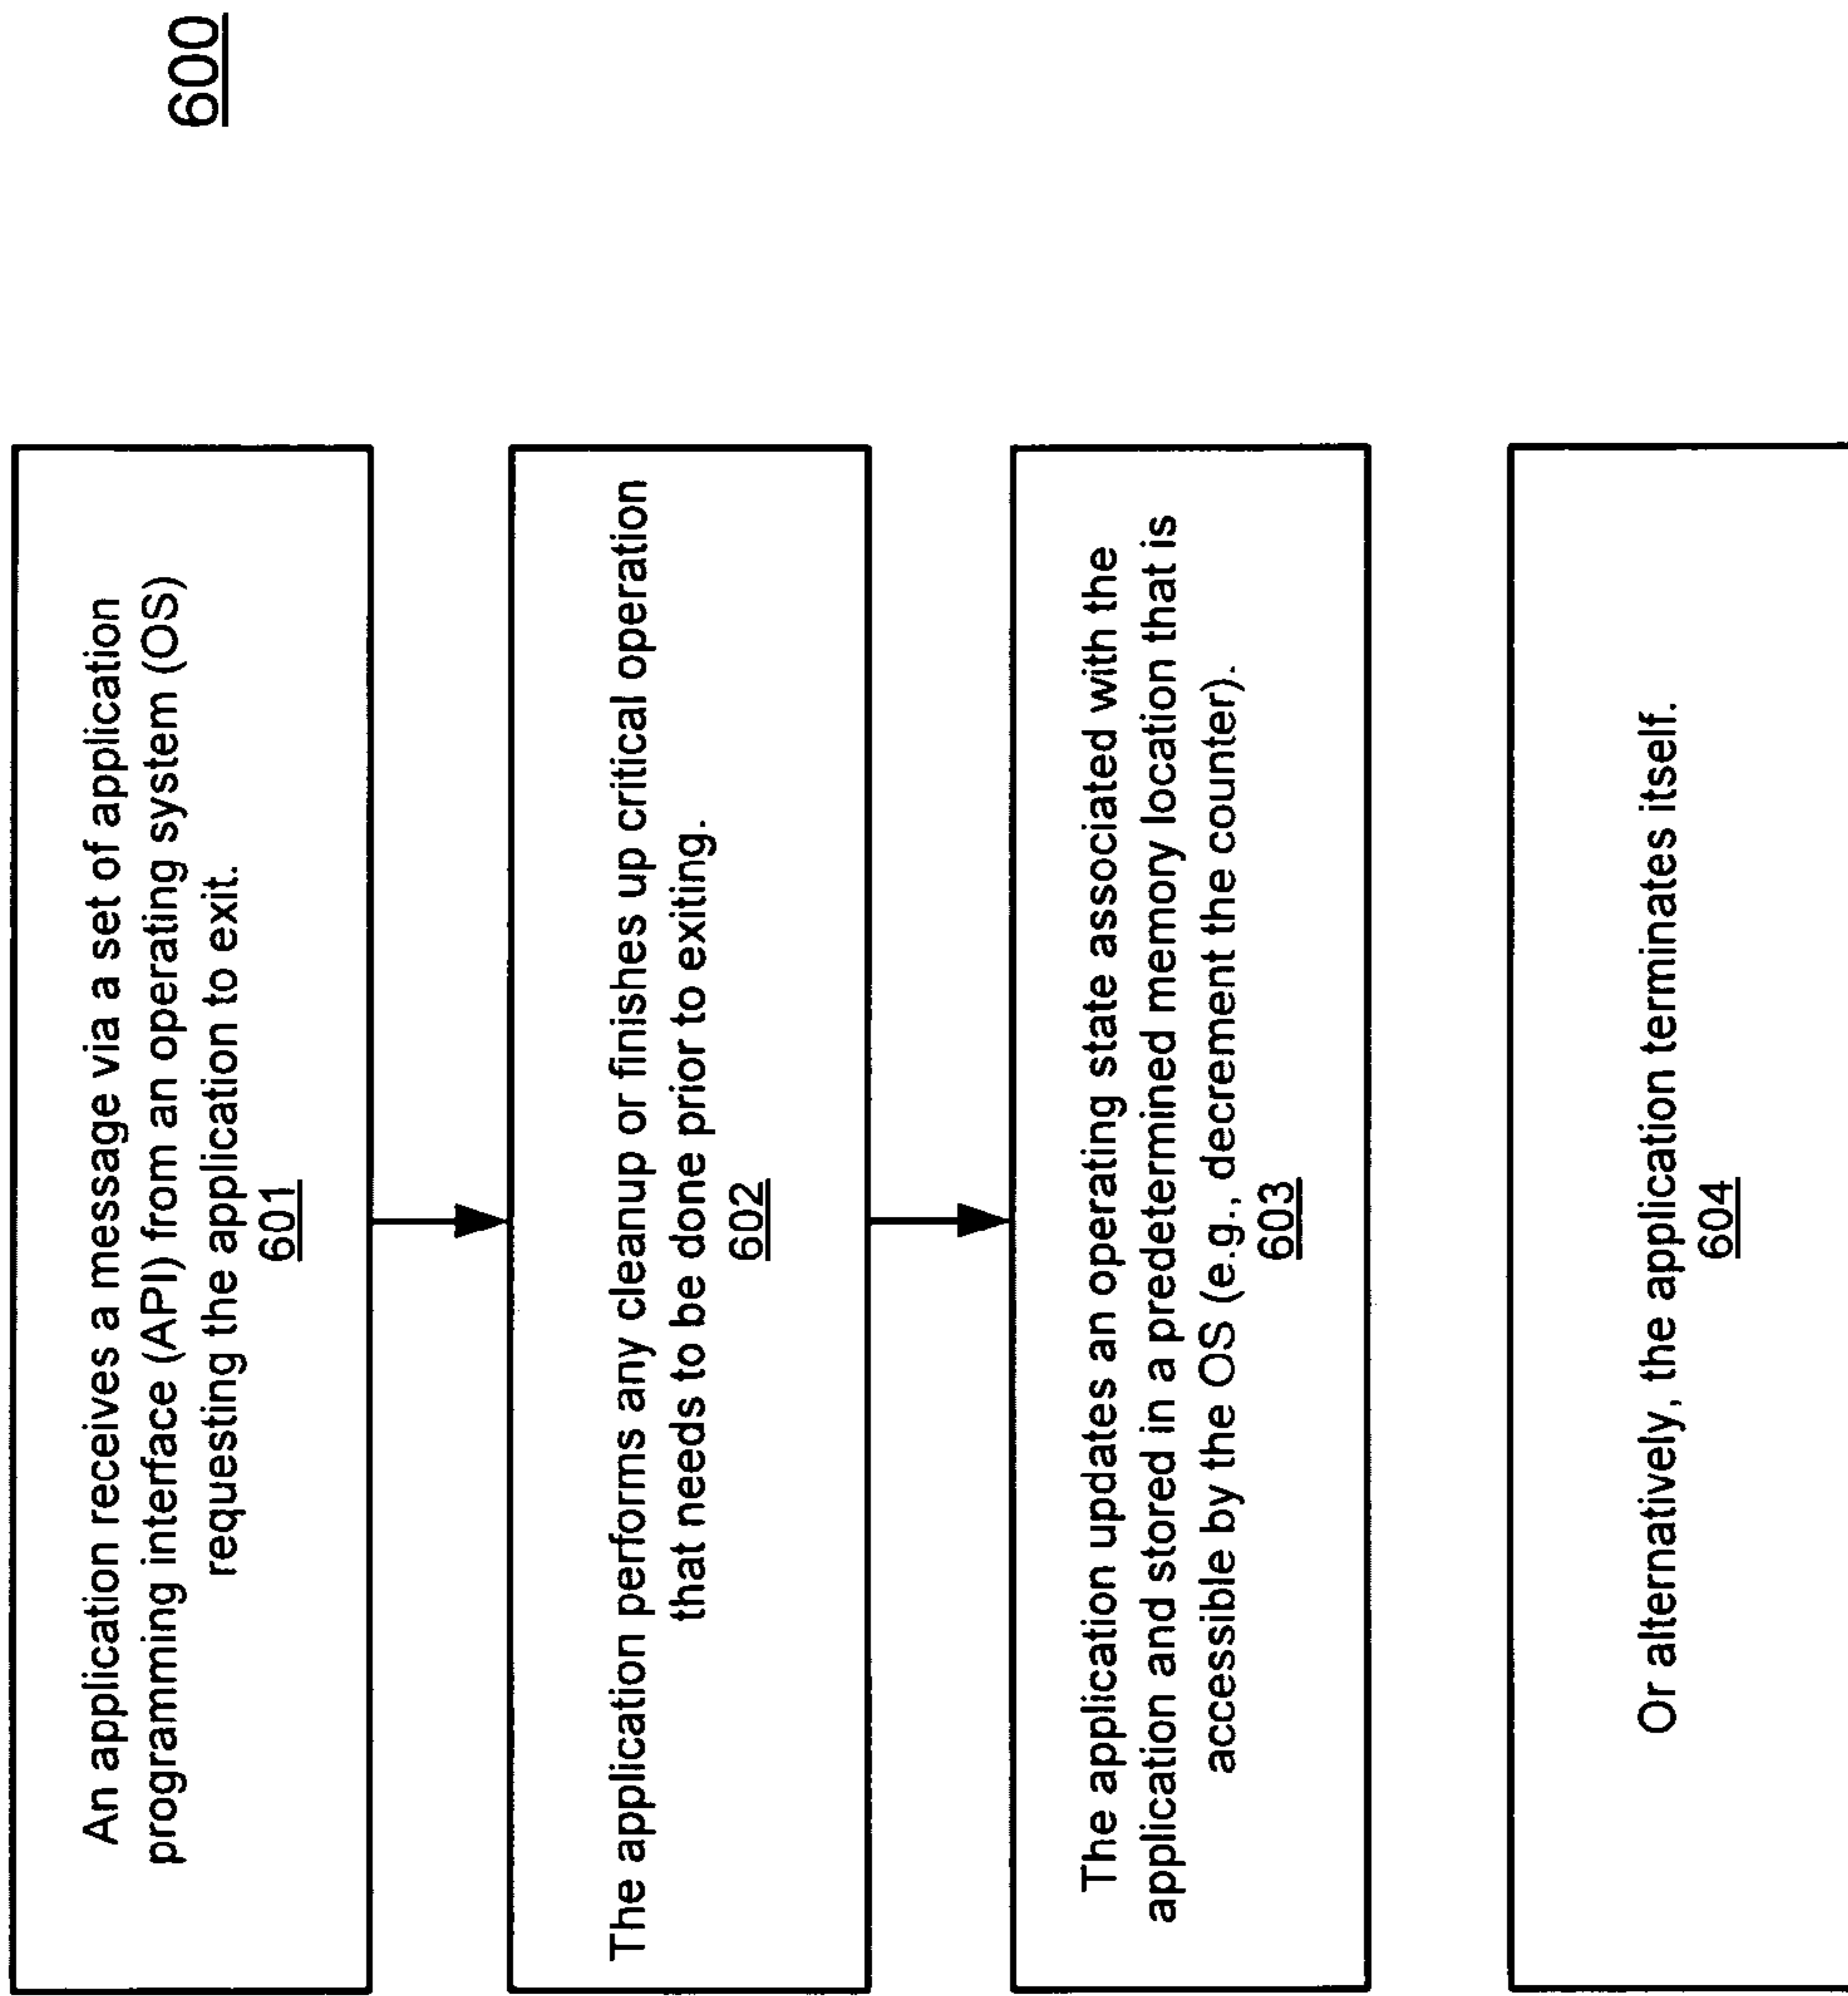 600
An application receives a message via a set of application
programming interface (API) from an operating system (OS)
requesting the application to exit.
601
The application performs any cleanup or finishes up critical operation
that needs to be done prior to exiting.
602
The application updates an operating state associated with the
application and stored in a predetermined memory location that is
accessible by the OS (e.g., decrement the counter).
603
Or alternatively, the application terminates itself.
604